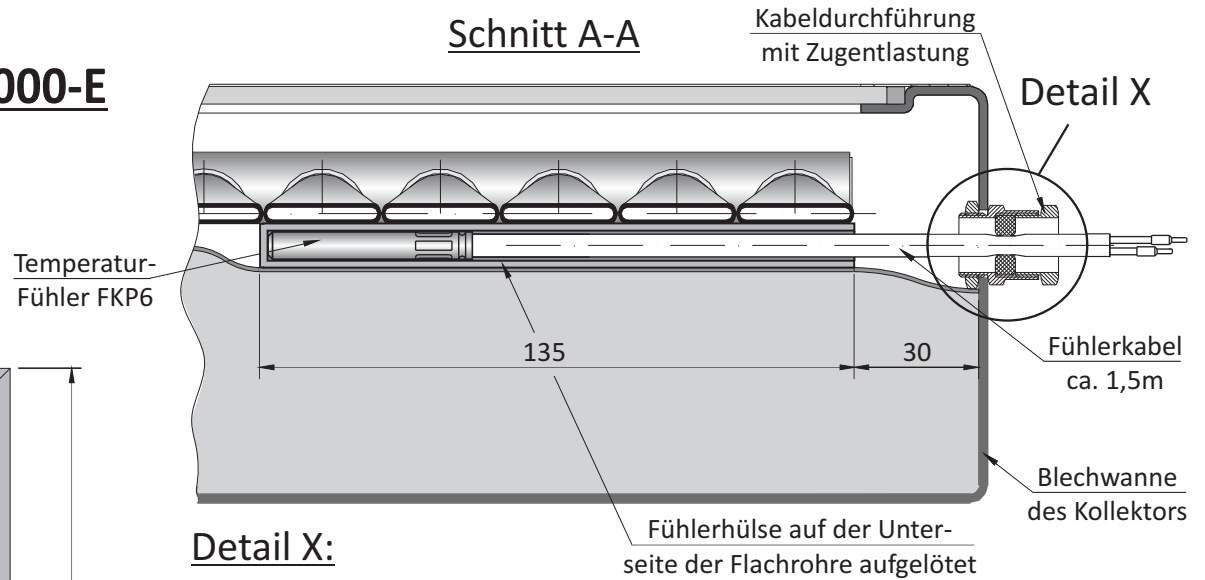 Schnitt A-A
Kabeldurchführung
mit Zugentlastung
000-E
Detail X
Temperatur-
Fühler FKP6
135
30
Fühlerkabel
ca. 1,5m
Blechwanne
des Kollektors
Fühlerhülse auf der Unter-
seite der Flachrohre aufgelötet
Detail X: